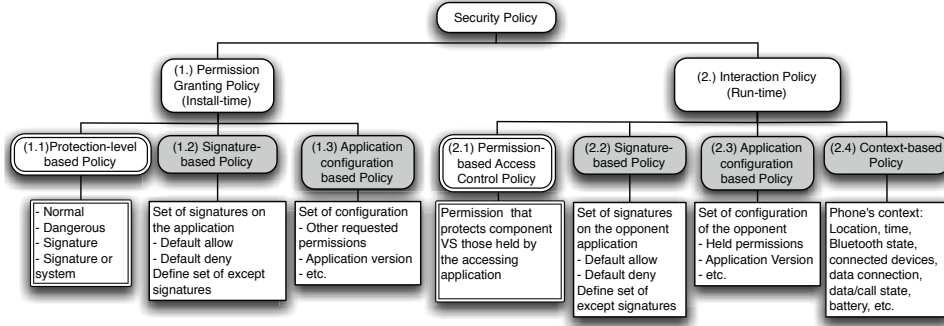 Security Policy
(1.) Permission
Granting Policy
(Install-time)
(2.) Interaction Policy
(Run-time)
(1.1)Protection-level
based Policy
(1.2) Signature-
based Policy
(1.3) Application
configuration
based Policy
(2.1) Permission-
based Access
Control Policy
(2.2) Signature-
based Policy
(2.3) Application
configuration
based Policy
(2.4) Context-based
Policy
- Normal
- Dangerous
- Signature
- Signature or
system
Set of signatures on
the application
- Default allow
- Default deny
Define set of except
signatures
Set of configuration
- Other requested
permissions
- Application version
- etc.
Permission that
protects component
VS those held by
the accessing
application
Set of signatures
on the opponent
application
- Default allow
- Default deny
Define set of
except signatures
Set of configuration
of the opponent
- Held permissions
- Application Version
- etc.
Phone's context:
Location, time,
Bluetooth state,
connected devices,
data connection,
data/call state,
battery, etc.